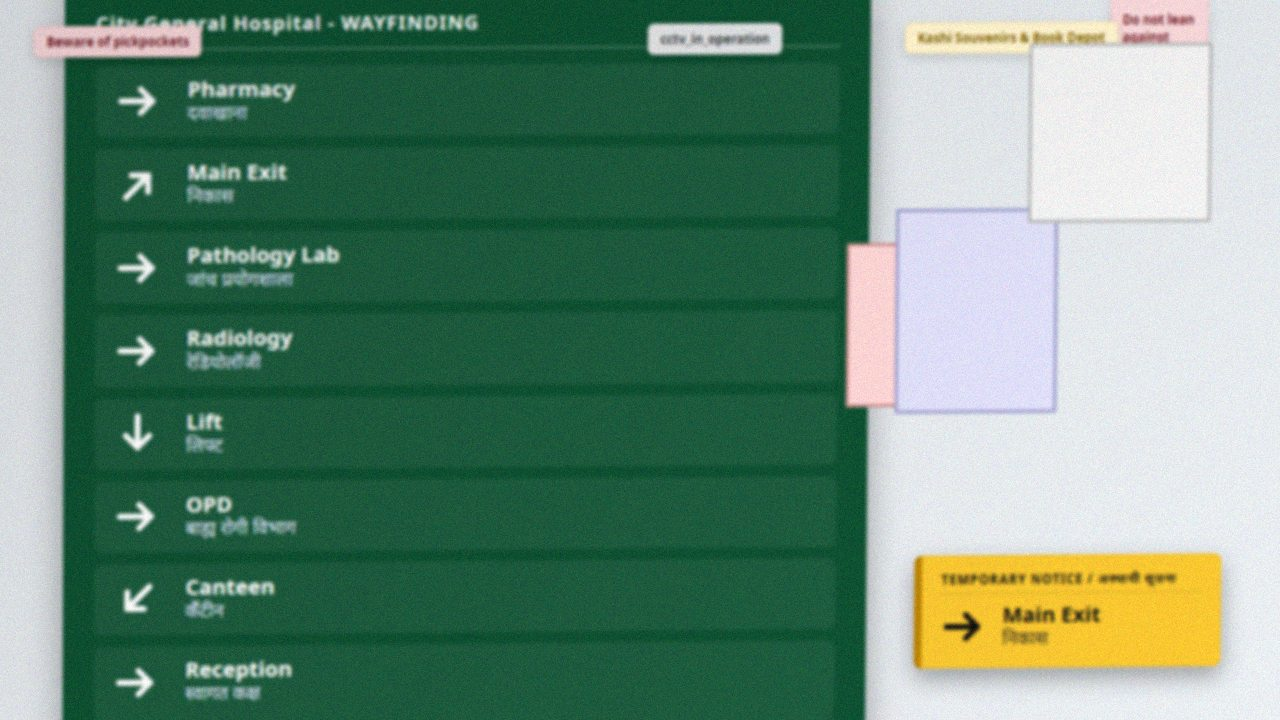 City General Hospital - WAYFINDING
Beware of pickpockets
cctv_in_operation
Kashi Souvenirs & Book Depot
Do not lean
against
Pharmacy
दवाखाना
Main Exit
निकास
Pathology Lab
जांच प्रयोगशाला
Radiology
रेडियोलॉजी
Lift
लिफ्ट
OPD
बाह्य रोगी विभाग
Canteen
कैंटीन
Reception
स्वागत कक्ष
TEMPORARY NOTICE / अस्थायी सूचना
Main Exit
निकास